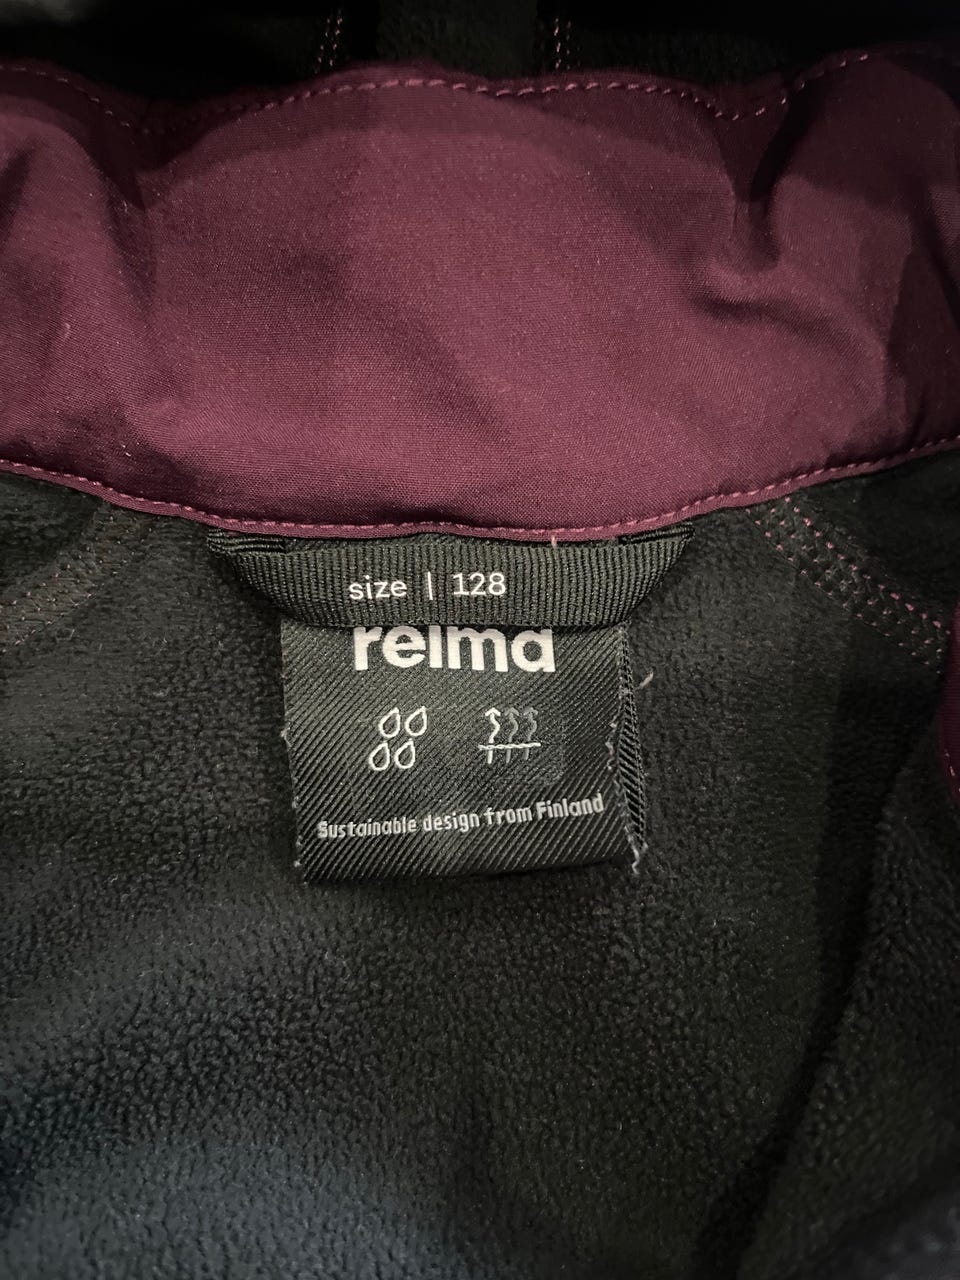 size | 128
reima
Sustainable design from Finland